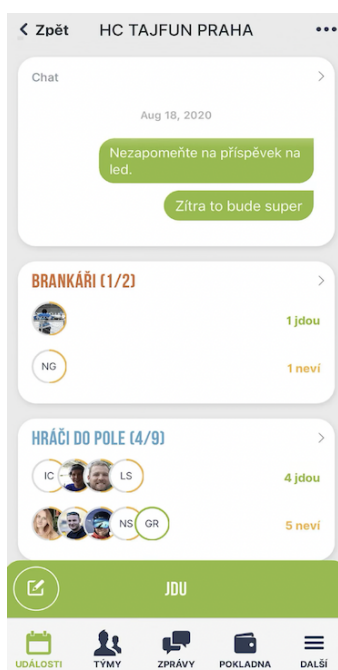 Zpět
HC TAJFUN PRAHA
Chat
Aug 18, 2020
Nezapomeňte na příspěvek na
led.
Zítra to bude super
BRANKÁŘI (1/2)
1 jdou
NG
1 neví
HRÁČI DO POLE (4/9)
IC
LS
4 jdou
NS
GR
5 neví
JDU
UDÁLOSTI
TÝMY
ZPRÁVY
POKLADNA
DALŠÍ